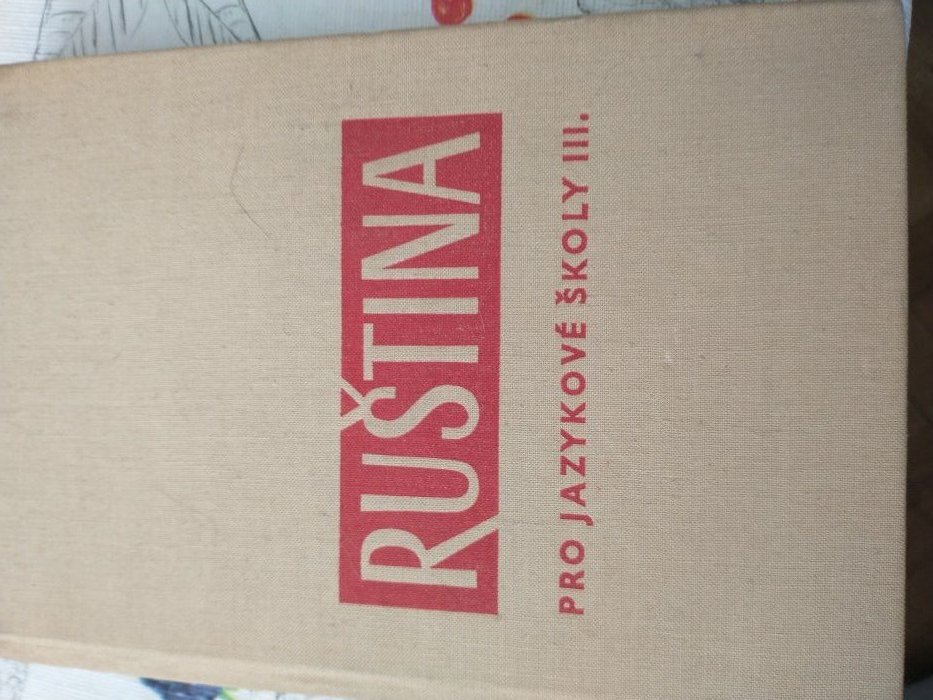 RUŠTINA
PRO JAZYKOVÉ ŠKOLY III.